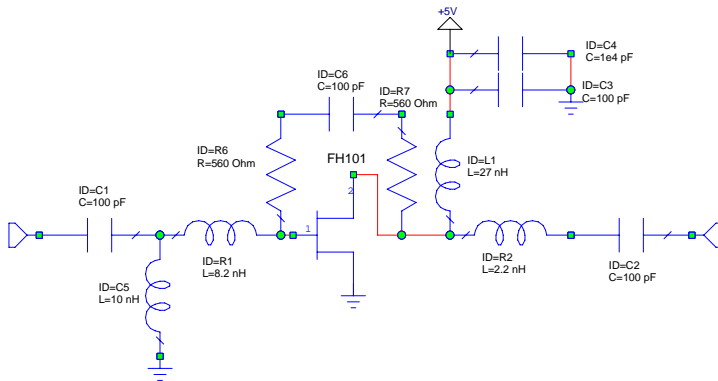 +5V
ID=C4
C=1e4 pF
ID=C3
C=100 pF
ID=C6
C=100 pF
ID=R7
R=560 Ohm
ID=R6
R=560 Ohm
FH101
ID=L1
L=27 nH
2
ID=C1
C=100 pF
1
ID=R1
L=8.2 nH
ID=R2
L=2.2 nH
ID=C2
C=100 pF
ID=C5
L=10 nH